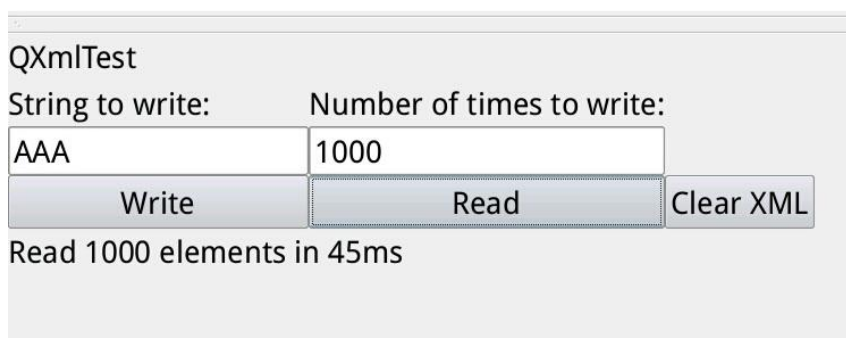 QXmlTest
String to write: Number of times to write:
AAA 1000
Write Read Clear XML
Read 1000 elements in 45ms